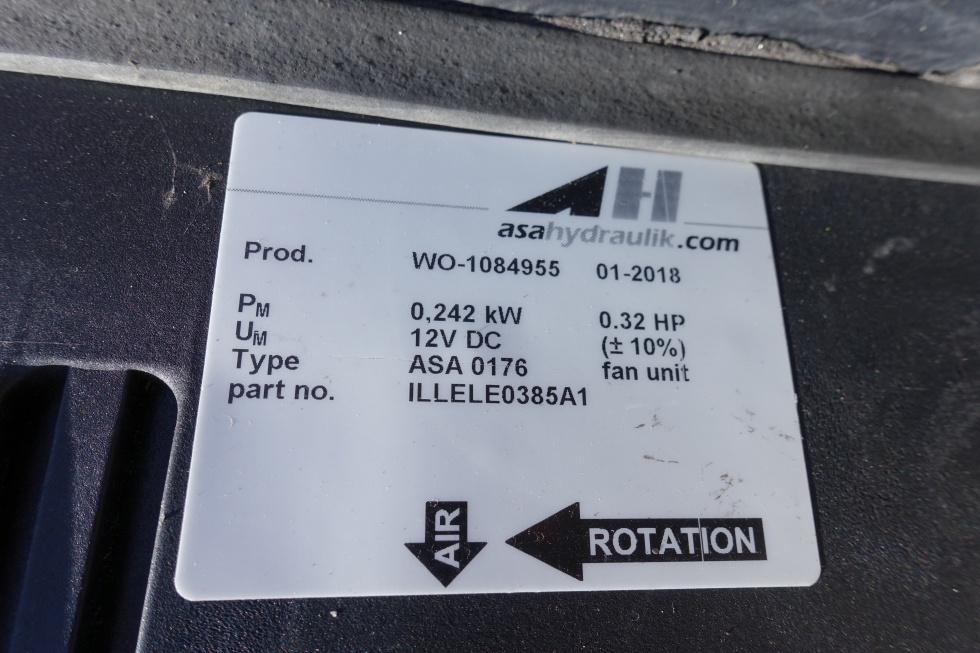 AH
asahydraulik.com
Prod. WO-1084955 01-2018
PM 0,242 kW 0.32 HP
UM 12V DC (± 10%)
Type ASA 0176 fan unit
part no. ILLELE0385A1
AIR ROTATION